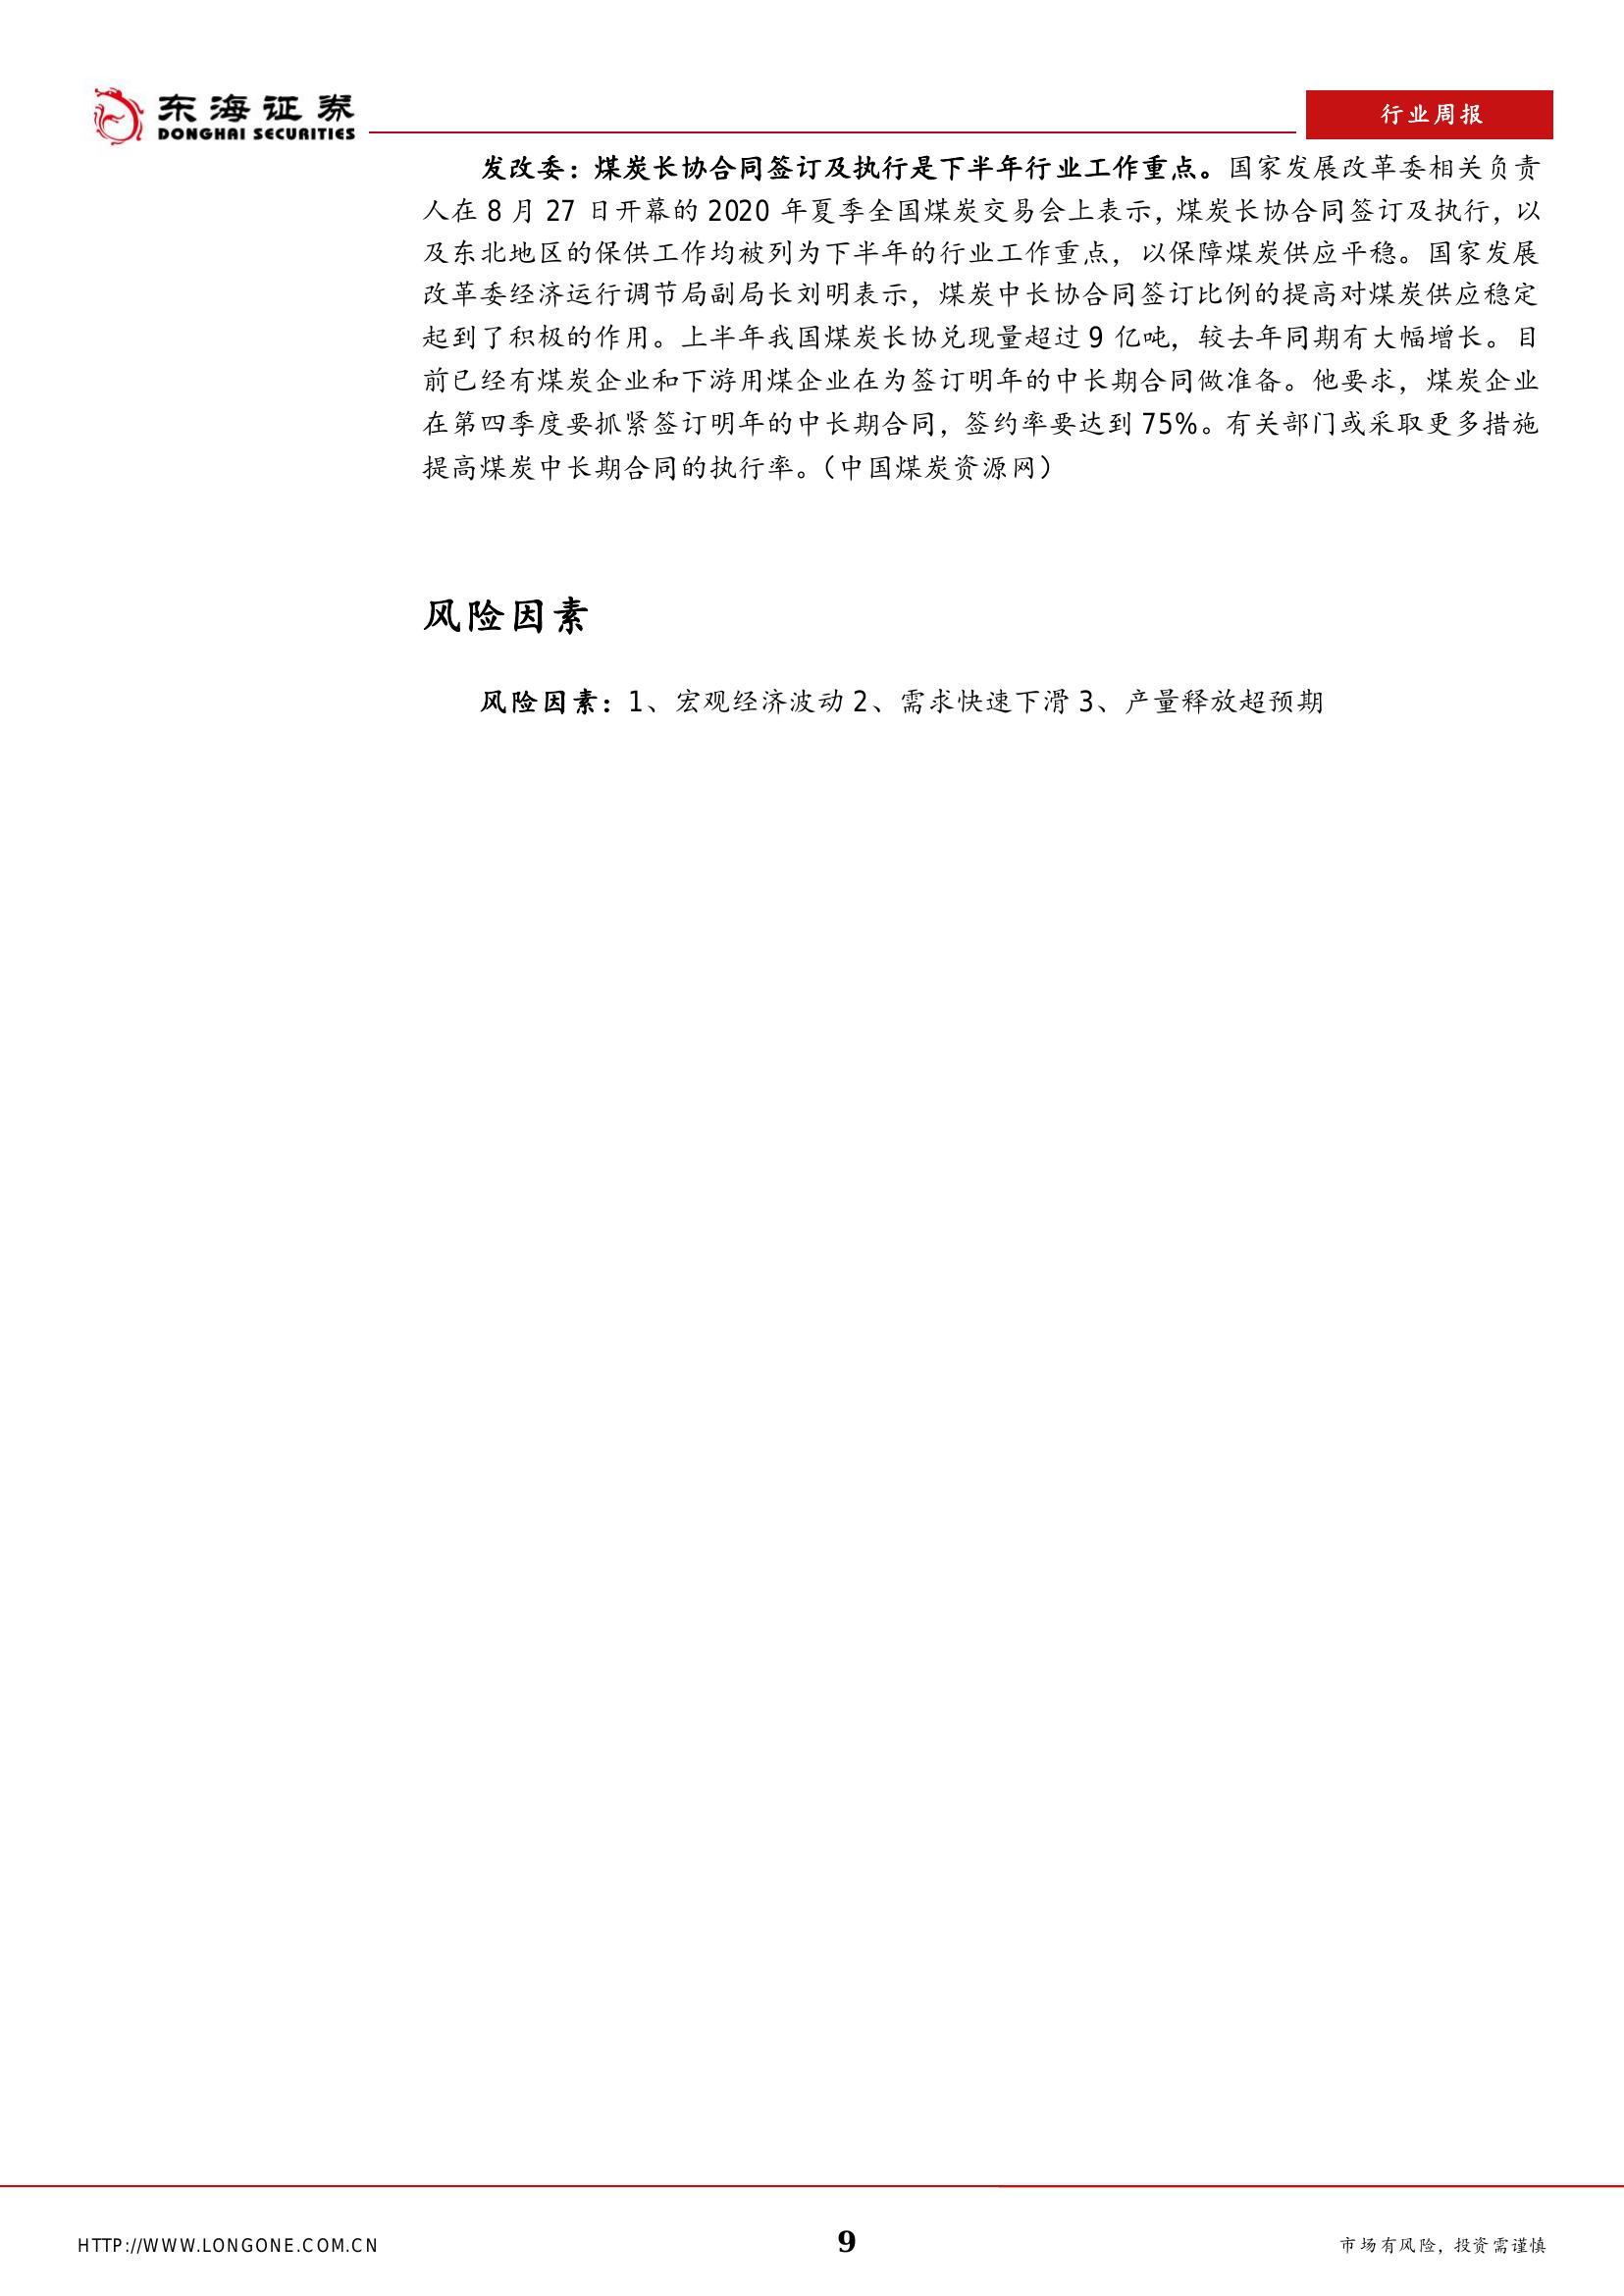 东海证券
DONGHAI SECURITIES
行业周报
发改委：煤炭长协合同签订及执行是下半年行业工作重点。国家发展改革委相关负责
人在 8 月 27 日开幕的 2020 年夏季全国煤炭交易会上表示，煤炭长协合同签订及执行，以
及东北地区的保供工作均被列为下半年的行业工作重点，以保障煤炭供应平稳。国家发展
改革委经济运行调节局副局长刘明表示，煤炭中长协合同签订比例的提高对煤炭供应稳定
起到了积极的作用。上半年我国煤炭长协兑现量超过 9 亿吨，较去年同期有大幅增长。目
前已经有煤炭企业和下游用煤企业在为签订明年的中长期合同做准备。他要求，煤炭企业
在第四季度要抓紧签订明年的中长期合同，签约率要达到 75%。有关部门或采取更多措施
提高煤炭中长期合同的执行率。（中国煤炭资源网）
风险因素
风险因素：1、宏观经济波动 2、需求快速下滑 3、产量释放超预期
HTTP://WWW.LONGONE.COM.CN
9
市场有风险，投资需谨慎